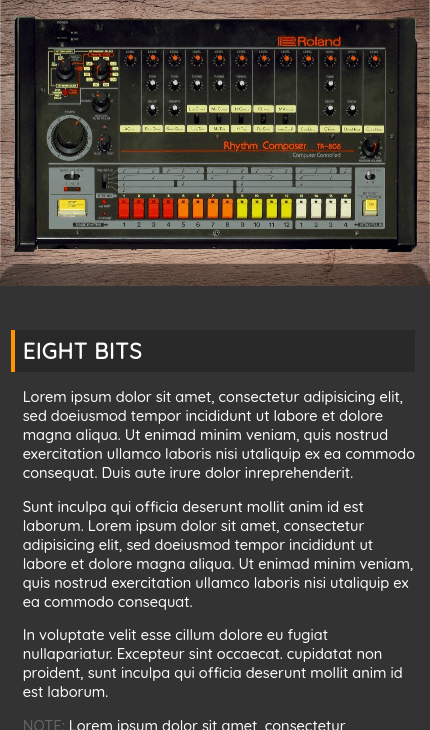 Roland
Rhythm Composer TR-808
Computer Controlled
1 2 3 4 5 6 7 8 9 10 11 12 1 2 3 4
EIGHT BITS
Lorem ipsum dolor sit amet, consectetur adipisicing elit,
sed doeiusmod tempor incididunt ut labore et dolore
magna aliqua. Ut enimad minim veniam, quis nostrud
exercitation ullamco laboris nisi utaliquip ex ea commodo
consequat. Duis aute irure dolor inreprehenderit.
Sunt inculpa qui officia deserunt mollit anim id est
laborum. Lorem ipsum dolor sit amet, consectetur
adipisicing elit, sed doeiusmod tempor incididunt ut
labore et dolore magna aliqua. Ut enimad minim veniam,
quis nostrud exercitation ullamco laboris nisi utaliquip ex
ea commodo consequat.
In voluptate velit esse cillum dolore eu fugiat
nullapariatur. Excepteur sint occaecat. cupidatat non
proident, sunt inculpa qui officia deserunt mollit anim id
est laborum.
NOTE: Lorem ipsum dolor sit amet, consectetur